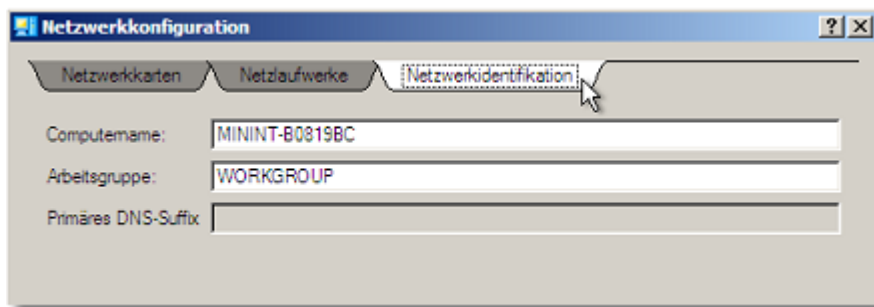 Netzwerkkonfiguration
Netzwerkkarten Netzlaufwerke Netzwerkidentifikation
Computername: MININT-B0819BC
Arbeitsgruppe: WORKGROUP
Primäres DNS-Suffix